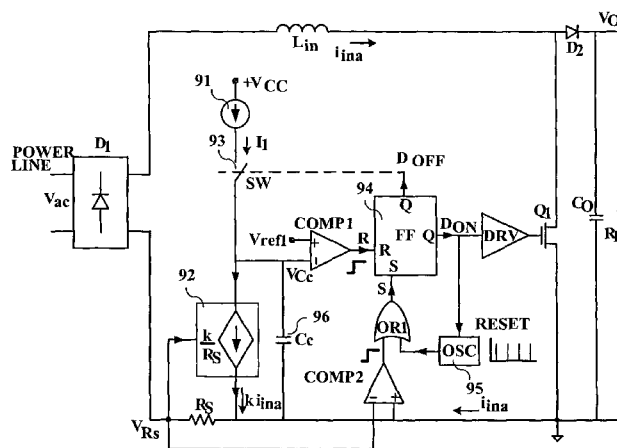 Lin
iina
D2
VO
91
+VCC
93
I1
SW
POWER
LINE
D1
Vac
DOFF
94
Q
FF
Q
DON
R
S
COMP1
Vref1
+
−
R
VCc
DRV
Q1
CO
92
k
RS
96
Cc
S
OR1
RESET
OSC
95
COMP2
−
+
k iina
iina
VRs
RS